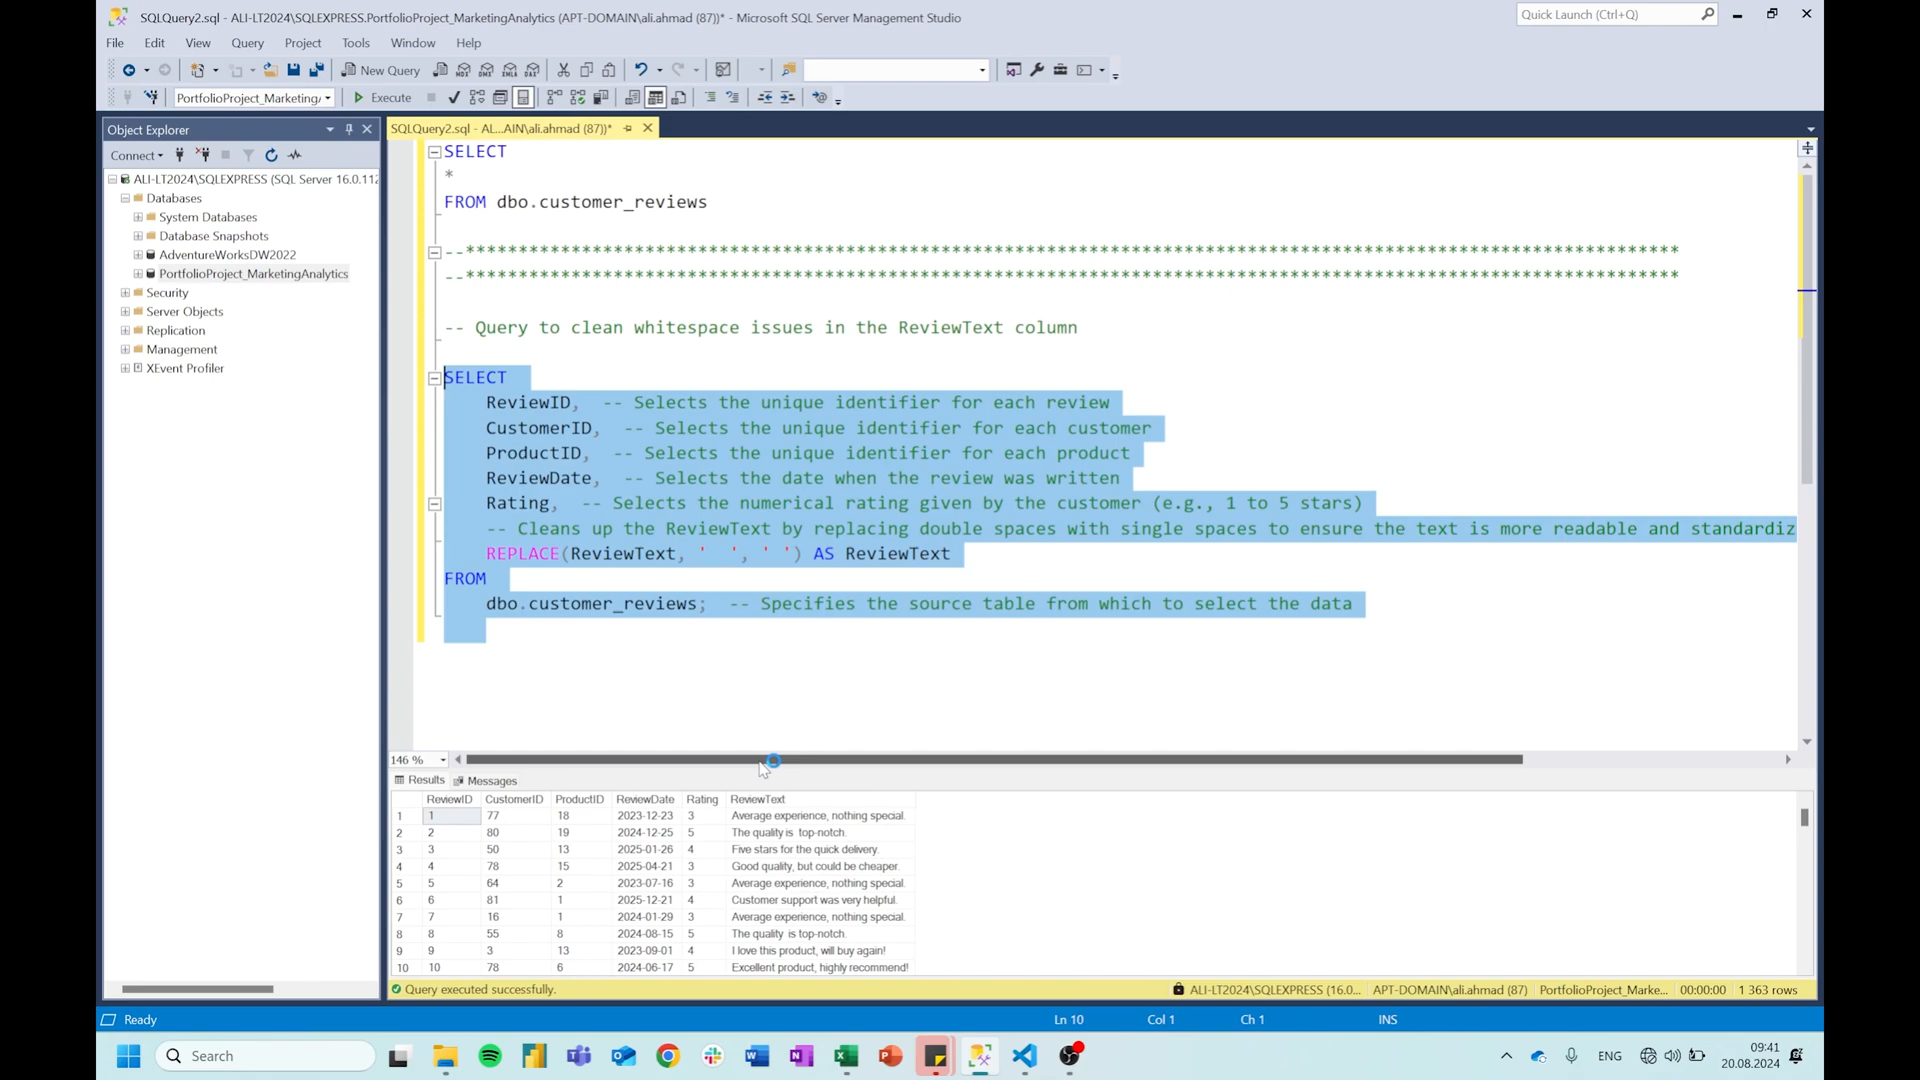 SQLQuery2.sql - ALI-LT2024\SQLEXPRESS.PortfolioProject_MarketingAnalytics (APT-DOMAIN\ali.ahmad (87))* - Microsoft SQL Server Management Studio
Quick Launch (Ctrl+Q)
File Edit View Query Project Tools Window Help
New Query
PortfolioProject_Marketing
Execute
Object Explorer
Connect
ALI-LT2024\SQLEXPRESS (SQL Server 16.0.112
Databases
System Databases
Database Snapshots
AdventureWorksDW2022
PortfolioProject_MarketingAnalytics
Security
Server Objects
Replication
Management
XEvent Profiler
SQLQuery2.sql - AL...AIN\ali.ahmad (87))*
SELECT
*
FROM dbo.customer_reviews
-- Query to clean whitespace issues in the ReviewText column
SELECT
ReviewID, -- Selects the unique identifier for each review
CustomerID, -- Selects the unique identifier for each customer
ProductID, -- Selects the unique identifier for each product
ReviewDate, -- Selects the date when the review was written
Rating, -- Selects the numerical rating given by the customer (e.g., 1 to 5 stars)
-- Cleans up the ReviewText by replacing double spaces with single spaces to ensure the text is more readable and standardiz
REPLACE(ReviewText, '  ', ' ') AS ReviewText
FROM
dbo.customer_reviews; -- Specifies the source table from which to select the data
146 %
Results Messages
ReviewID CustomerID ProductID ReviewDate Rating ReviewText
1 1 77 18 2023-12-23 3 Average experience, nothing special.
2 2 80 19 2024-12-25 5 The quality is  top-notch.
3 3 50 13 2025-01-26 4 Five stars for the quick delivery.
4 4 78 15 2025-04-21 3 Good quality, but could be cheaper.
5 5 64 2 2023-07-16 3 Average experience, nothing special.
6 6 81 1 2025-12-21 4 Customer support was very helpful.
7 7 16 1 2024-01-29 3 Average experience, nothing special.
8 8 55 8 2024-08-15 5 The quality  is top-notch.
9 9 3 13 2023-09-01 4 I love this product, will buy again!
10 10 78 6 2024-06-17 5 Excellent product, highly recommend!
Query executed successfully.
ALI-LT2024\SQLEXPRESS (16.0... APT-DOMAIN\ali.ahmad (87) PortfolioProject_Marke... 00:00:00 1 363 rows
Ready
Ln 10 Col 1 Ch 1 INS
Search
ENG
09:41
20.08.2024